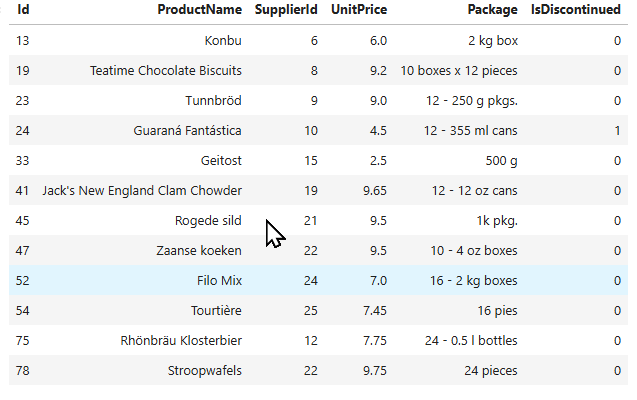 Id ProductName SupplierId UnitPrice Package IsDiscontinued
13 Konbu 6 6.0 2 kg box 0
19 Teatime Chocolate Biscuits 8 9.2 10 boxes x 12 pieces 0
23 Tunnbröd 9 9.0 12 - 250 g pkgs. 0
24 Guaraná Fantástica 10 4.5 12 - 355 ml cans 1
33 Geitost 15 2.5 500 g 0
41 Jack's New England Clam Chowder 19 9.65 12 - 12 oz cans 0
45 Rogede sild 21 9.5 1k pkg. 0
47 Zaanse koeken 22 9.5 10 - 4 oz boxes 0
52 Filo Mix 24 7.0 16 - 2 kg boxes 0
54 Tourtière 25 7.45 16 pies 0
75 Rhönbräu Klosterbier 12 7.75 24 - 0.5 l bottles 0
78 Stroopwafels 22 9.75 24 pieces 0